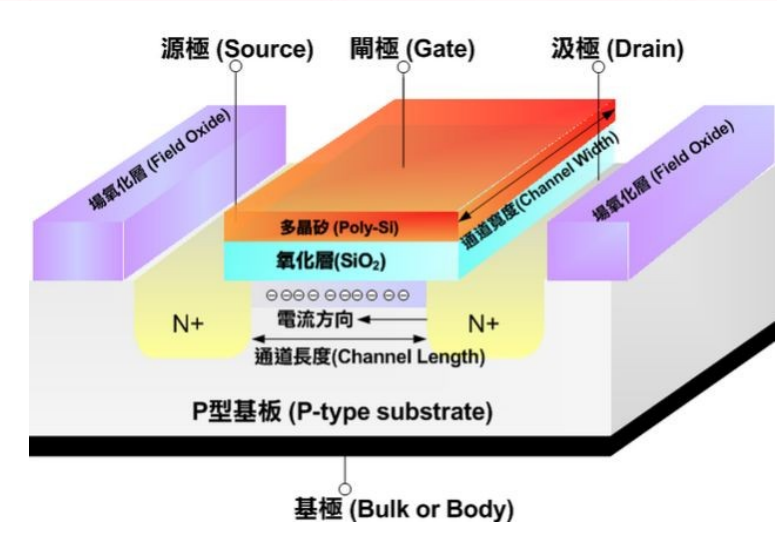 源極 (Source)
閘極 (Gate)
汲極 (Drain)
場氧化層 (Field Oxide)
通道寬度(Channel Width)
場氧化層 (Field Oxide)
多晶矽 (Poly-Si)
氧化層(SiO₂)
電流方向
N+
N+
通道長度(Channel Length)
P型基板 (P-type substrate)
基極 (Bulk or Body)